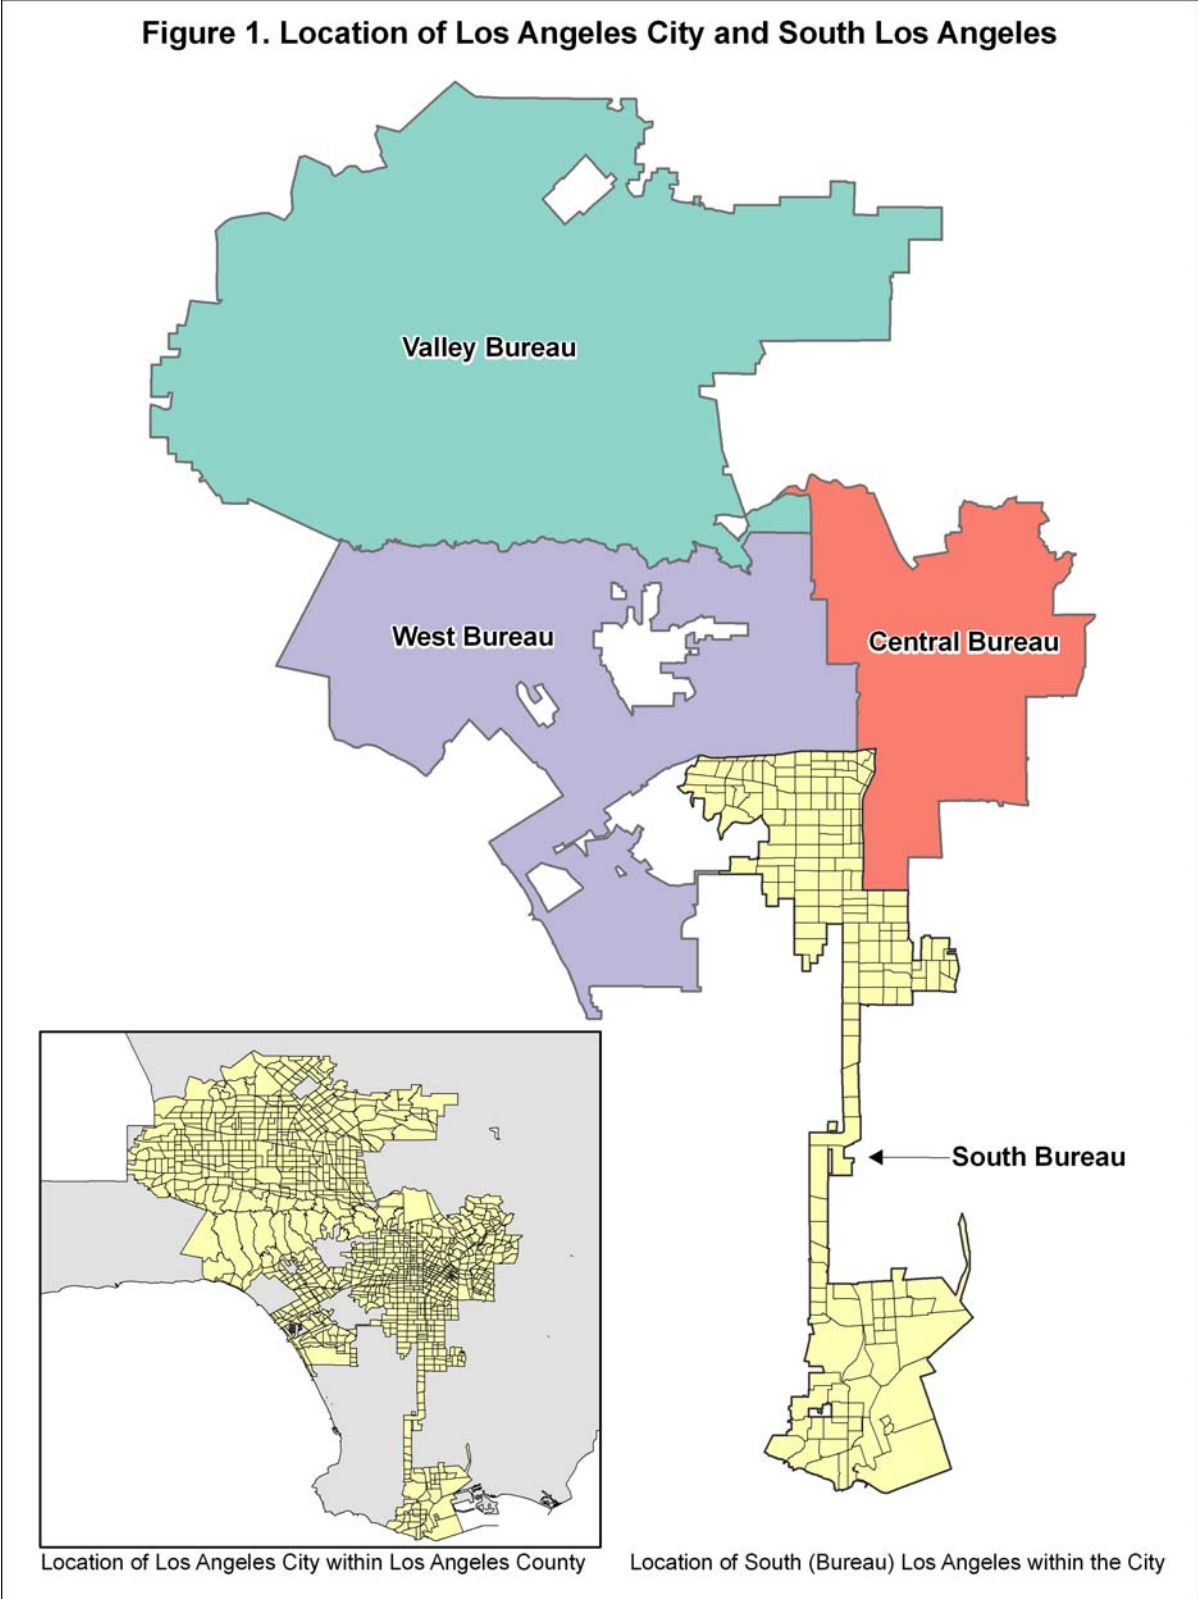 Figure 1. Location of Los Angeles City and South Los Angeles
Valley Bureau
West Bureau
Central Bureau
South Bureau
Location of Los Angeles City within Los Angeles County
Location of South (Bureau) Los Angeles within the City